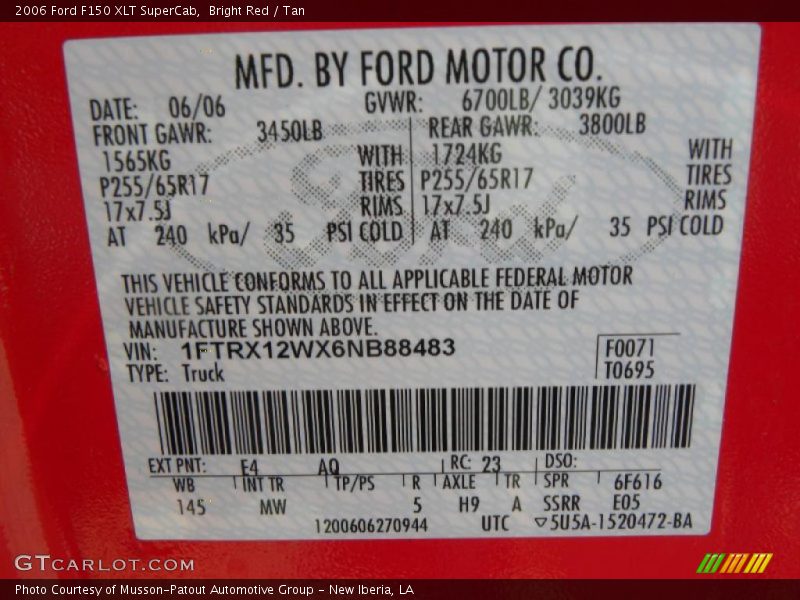 2006 Ford F150 XLT SuperCab, Bright Red / Tan
MFD. BY FORD MOTOR CO.
DATE: 06/06 GVWR: 6700LB/ 3039KG
FRONT GAWR: 3450LB REAR GAWR: 3800LB
1565KG WITH 1724KG WITH
P255/65R17 TIRES P255/65R17 TIRES
17x7.5J RIMS 17x7.5J RIMS
AT 240 kPa/ 35 PSI COLD AT 240 kPa/ 35 PSI COLD
Ford
THIS VEHICLE CONFORMS TO ALL APPLICABLE FEDERAL MOTOR
VEHICLE SAFETY STANDARDS IN EFFECT ON THE DATE OF
MANUFACTURE SHOWN ABOVE.
VIN: 1FTRX12WX6NB88483 F0071
TYPE: Truck T0695
EXT PNT: E4 AQ RC: 23 DSO:
WB INT TR TP/PS R AXLE TR SPR 6F616
145 MW 5 H9 A SSRR E05
1200606270944 UTC ▽5U5A-1520472-BA
GTCARLOT.COM
Photo Courtesy of Musson-Patout Automotive Group - New Iberia, LA